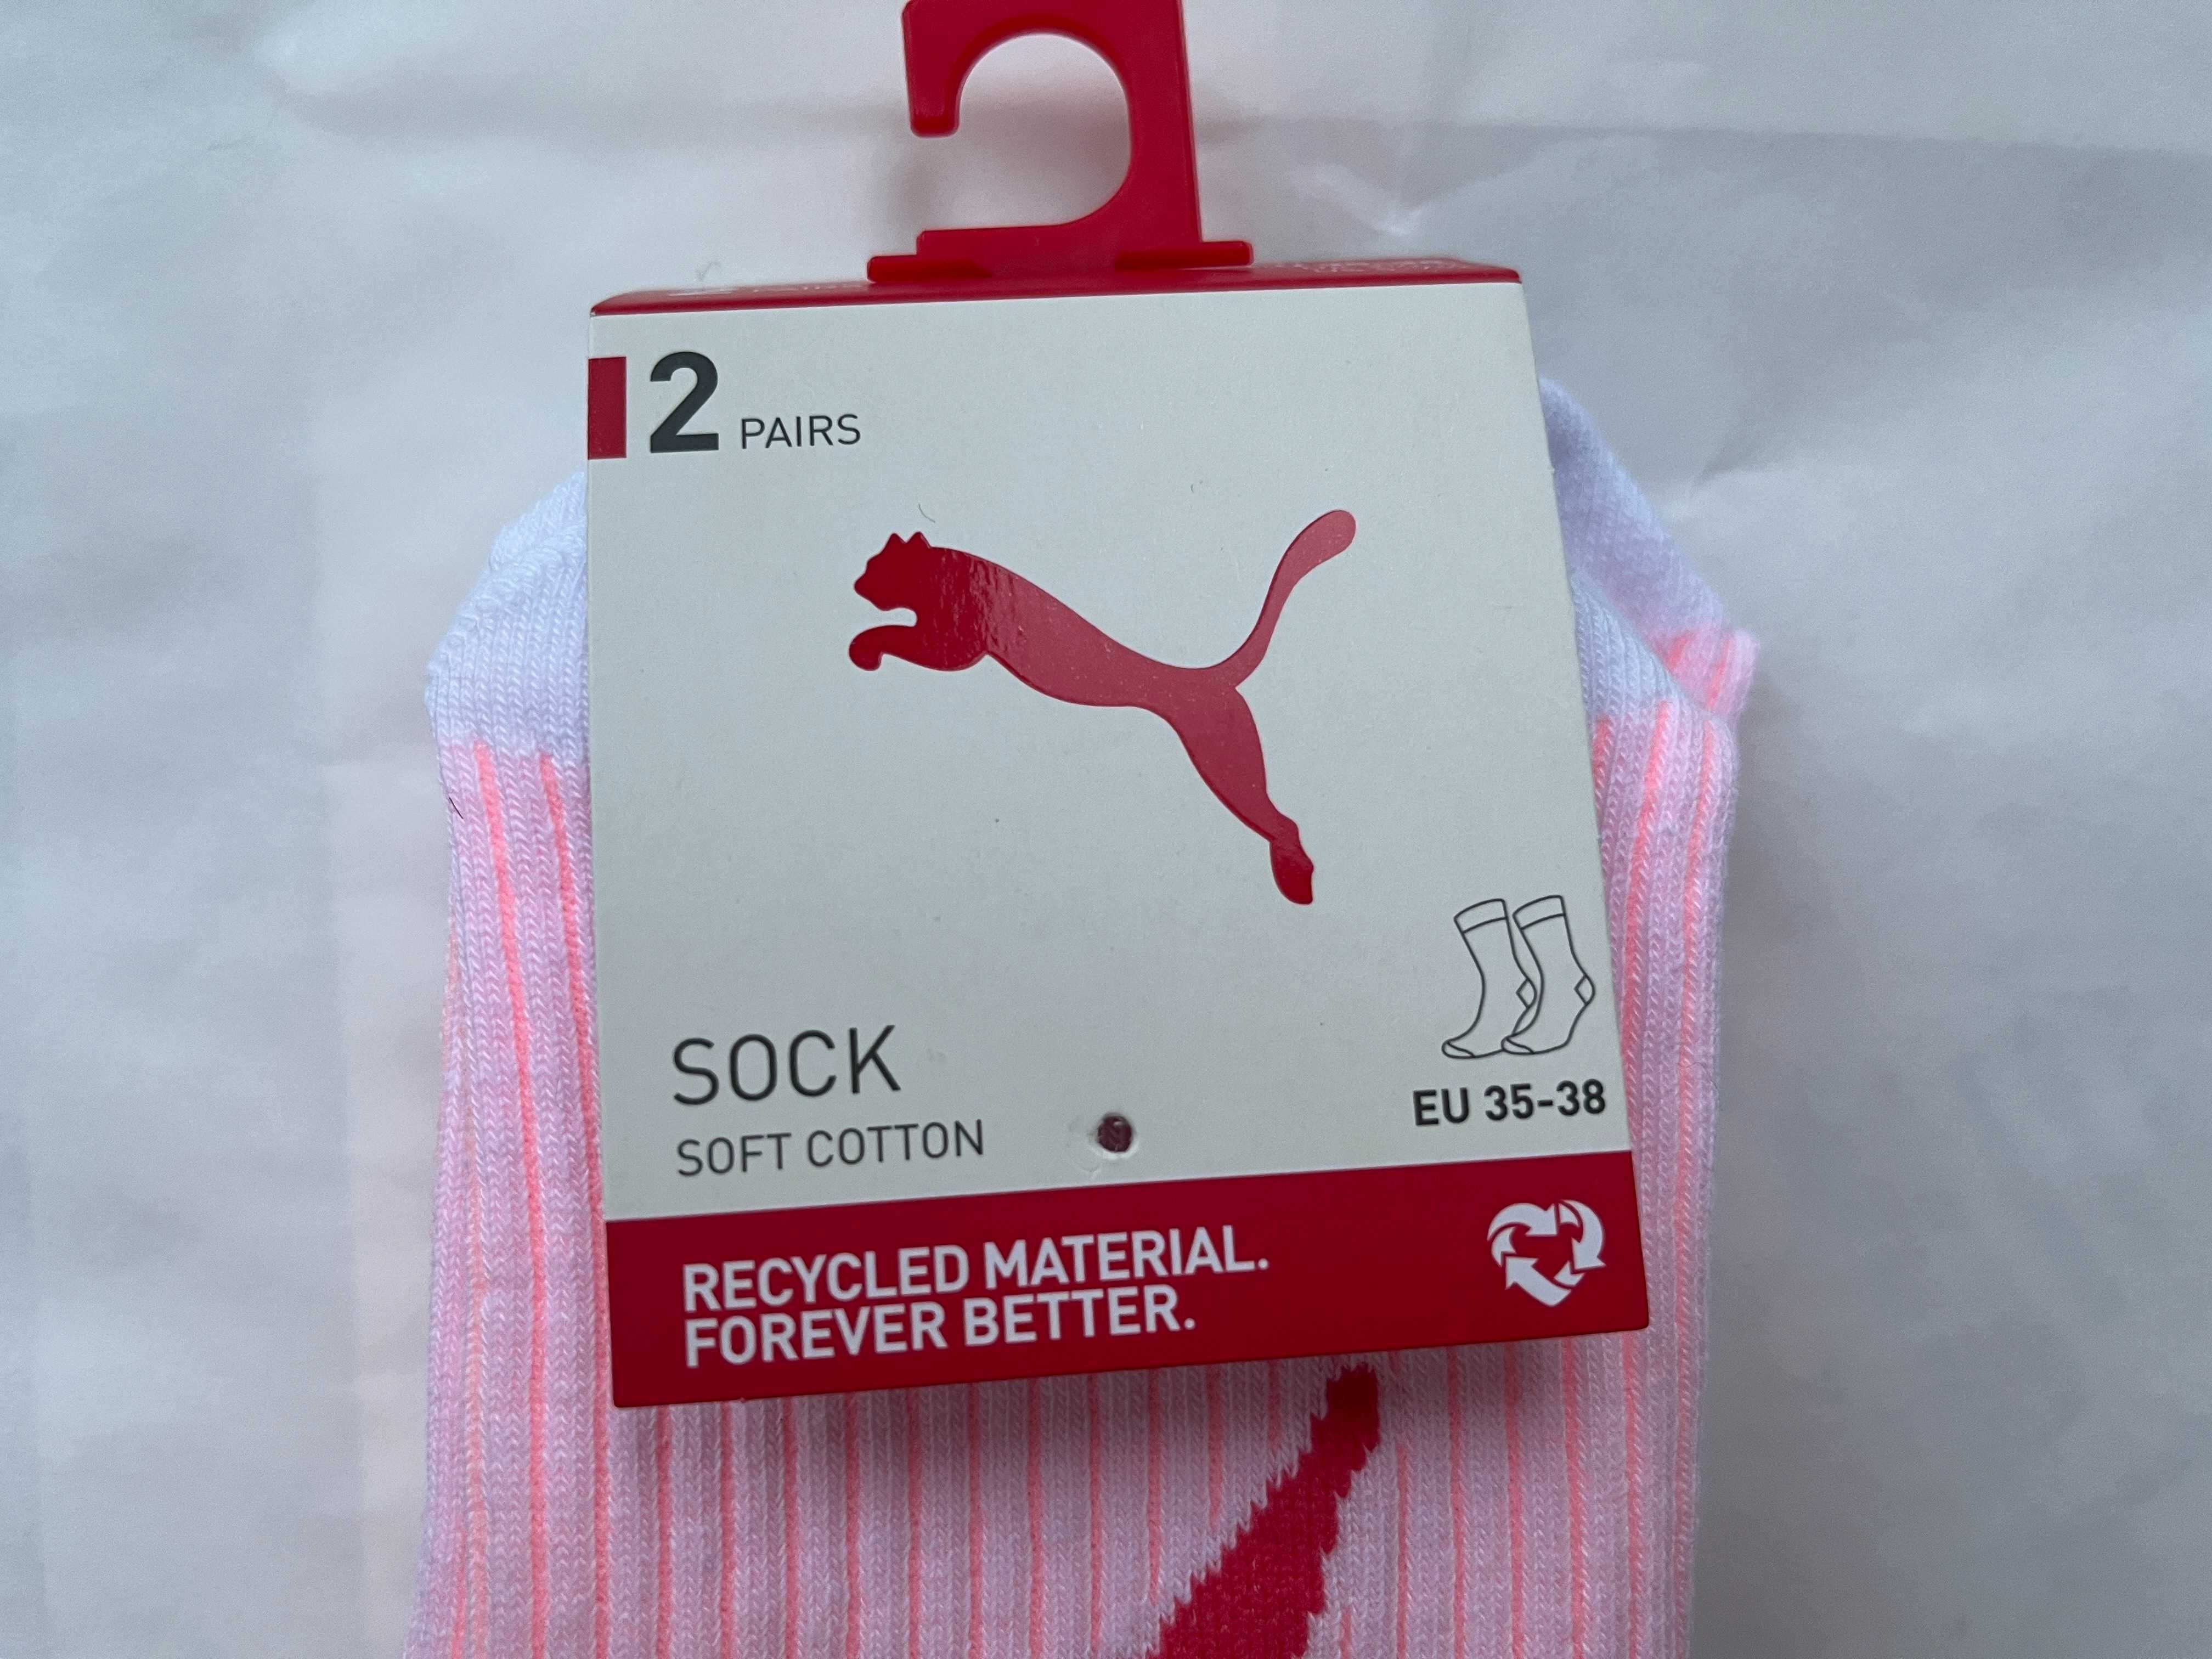 2 PAIRS
SOCK
SOFT COTTON
EU 35-38
RECYCLED MATERIAL.
FOREVER BETTER.